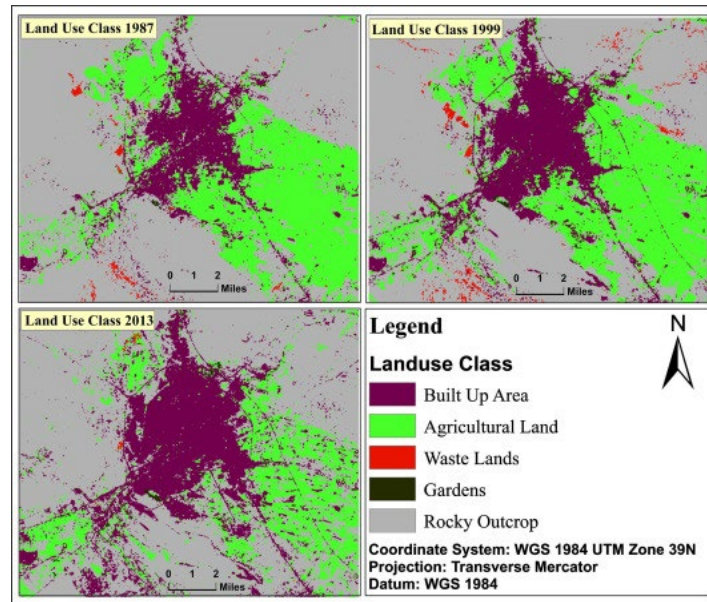 Land Use Class 1987
0 1 2
Miles
Land Use Class 1999
0 1 2
Miles
Land Use Class 2013
0 1 2
Miles
Legend
N
Landuse Class
Built Up Area
Agricultural Land
Waste Lands
Gardens
Rocky Outcrop
Coordinate System: WGS 1984 UTM Zone 39N
Projection: Transverse Mercator
Datum: WGS 1984